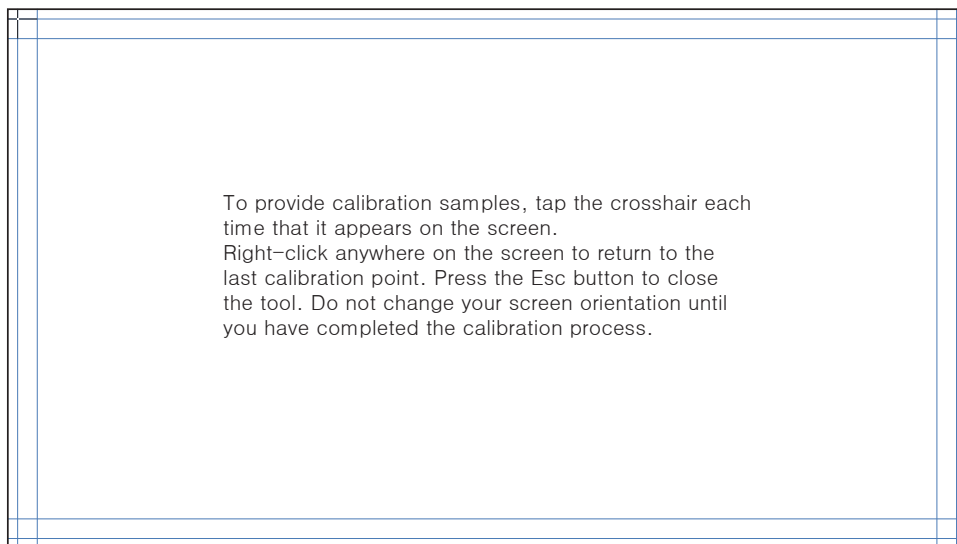 To provide calibration samples, tap the crosshair each
time that it appears on the screen.
Right-click anywhere on the screen to return to the
last calibration point. Press the Esc button to close
the tool. Do not change your screen orientation until
you have completed the calibration process.